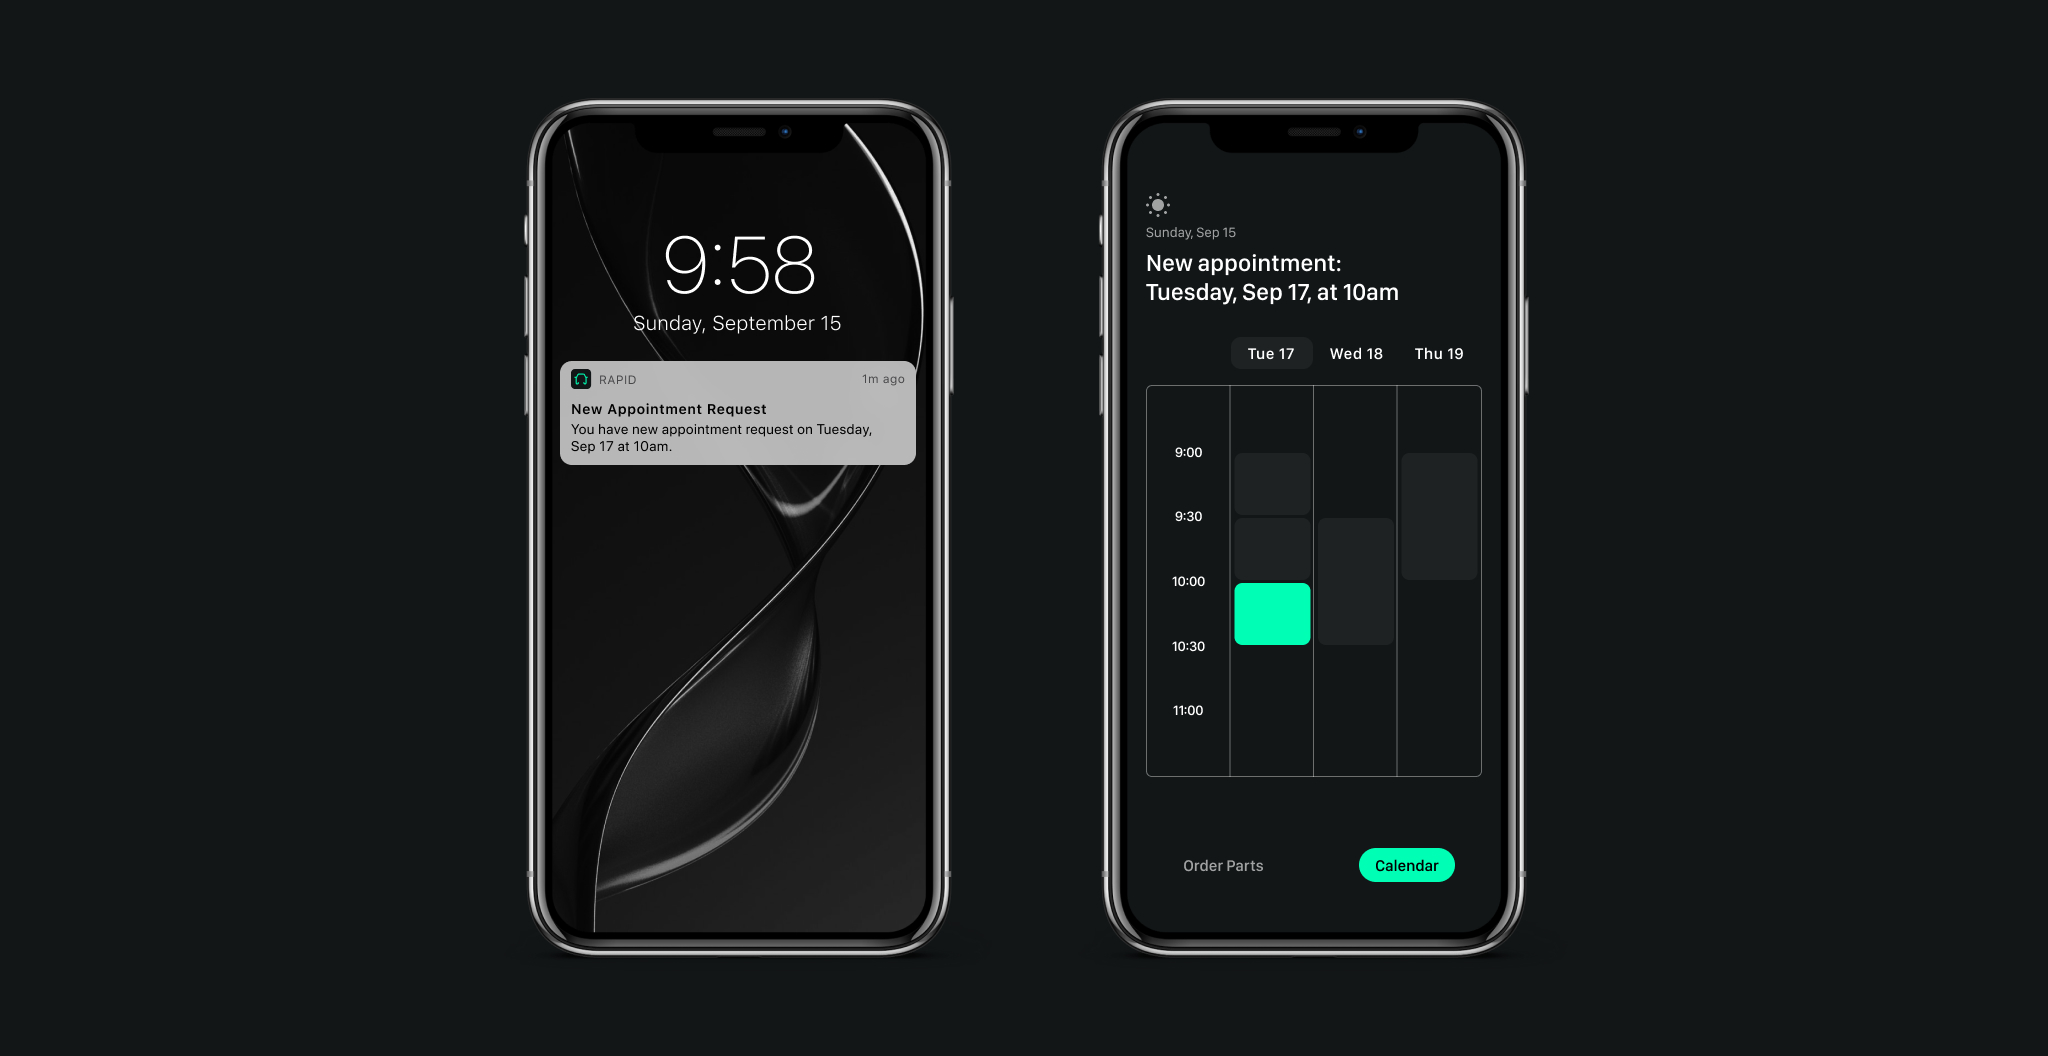 9:58
Sunday, September 15
RAPID
1m ago
New Appointment Request
You have new appointment request on Tuesday,
Sep 17 at 10am.
Sunday, Sep 15
New appointment:
Tuesday, Sep 17, at 10am
Tue 17
Wed 18
Thu 19
9:00
9:30
10:00
10:30
11:00
Order Parts
Calendar